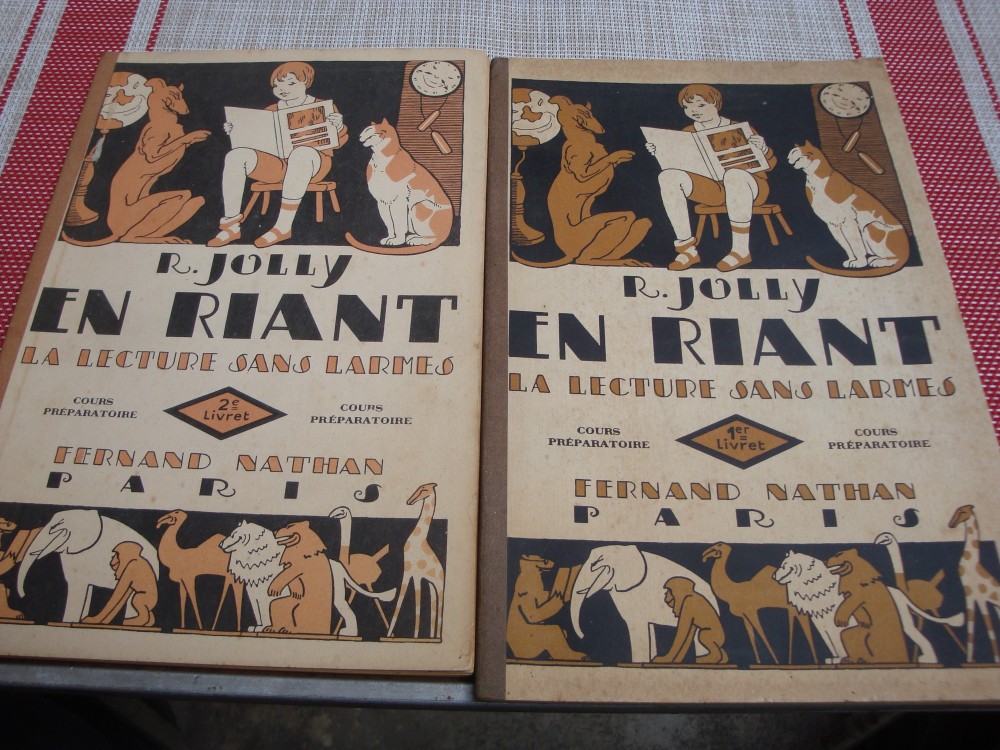 R. JOLLY
EN RIANT
LA LECTURE SANS LARMES
COURS
PRÉPARATOIRE
2e
Livret
COURS
PRÉPARATOIRE
FERNAND NATHAN
PARIS
R. JOLLY
EN RIANT
LA LECTURE SANS LARMES
COURS
PRÉPARATOIRE
1er
Livret
COURS
PRÉPARATOIRE
FERNAND NATHAN
PARIS